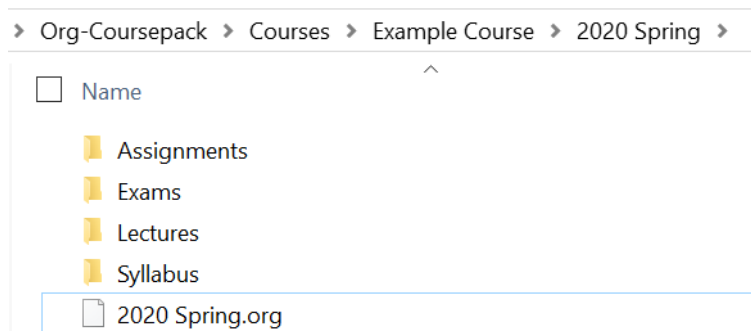 > Org-Coursepack > Courses > Example Course > 2020 Spring >
Name
Assignments
Exams
Lectures
Syllabus
2020 Spring.org